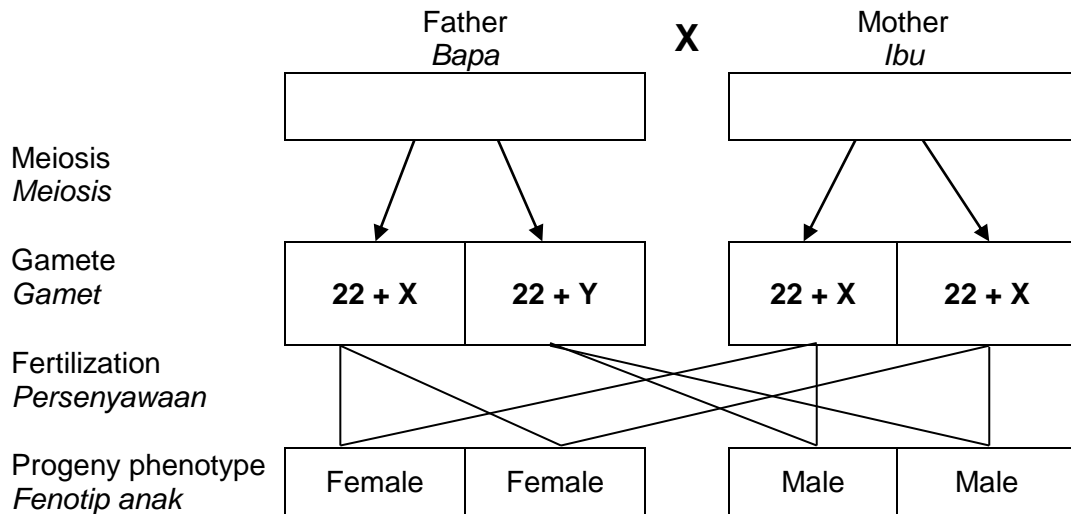 Father
Bapa
X
Mother
Ibu
Meiosis
Meiosis
Gamete
Gamet
22 + X
22 + Y
22 + X
22 + X
Fertilization
Persenyawaan
Progeny phenotype
Fenotip anak
Female
Female
Male
Male